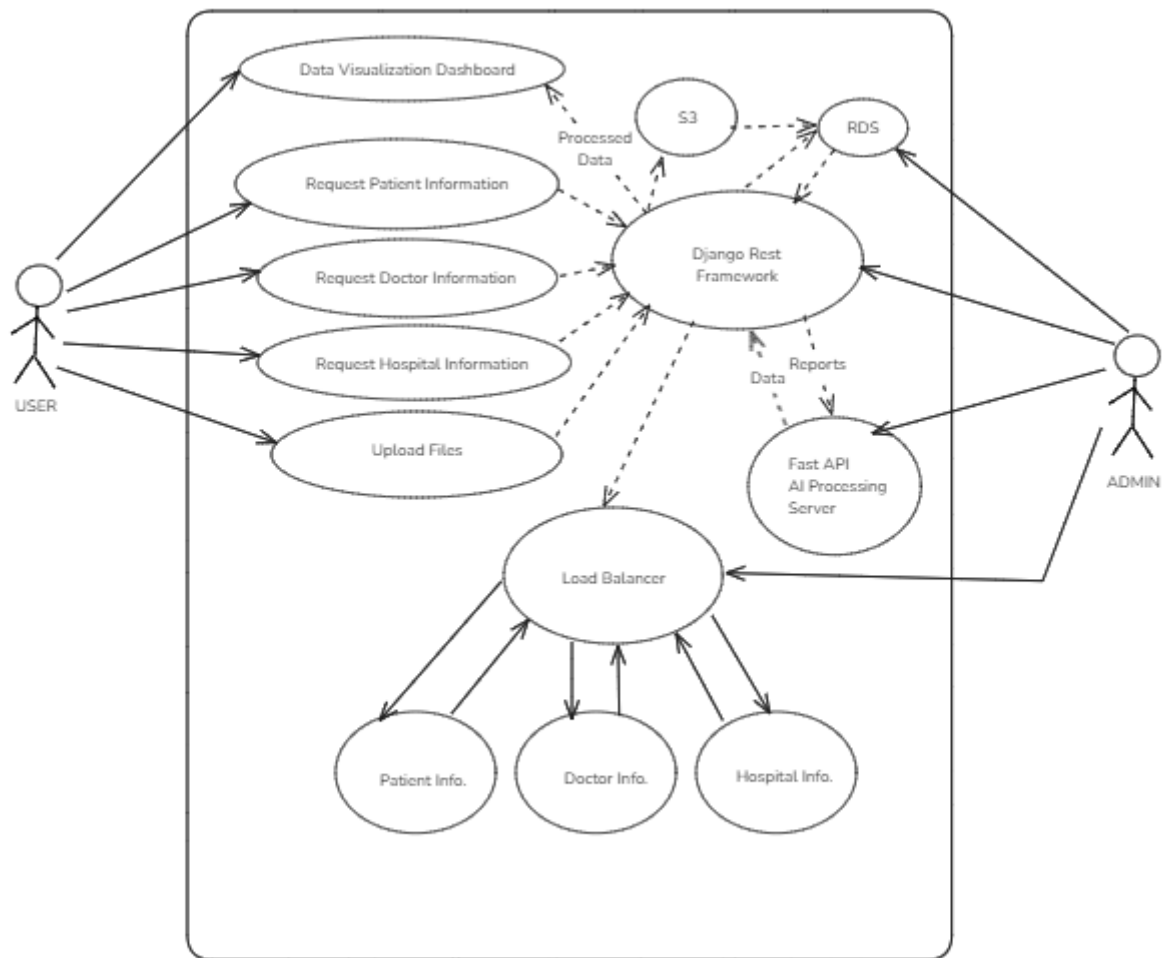 Data Visualization Dashboard
S3
RDS
Processed
Data
Request Patient Information
Django Rest
Framework
Request Doctor Information
Request Hospital Information
Reports
Data
USER
Upload Files
Fast API
AI Processing
Server
ADMIN
Load Balancer
Patient Info.
Doctor Info.
Hospital Info.